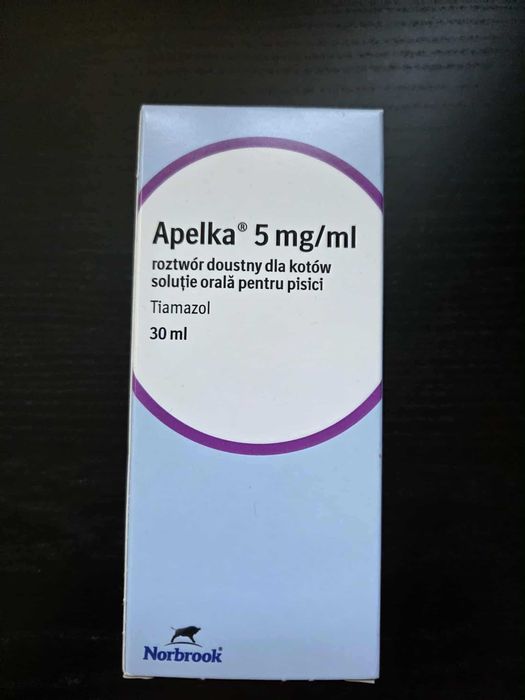 Apelka® 5 mg/ml
roztwór doustny dla kotów
soluție orală pentru pisici
Tiamazol
30 ml
Norbrook®